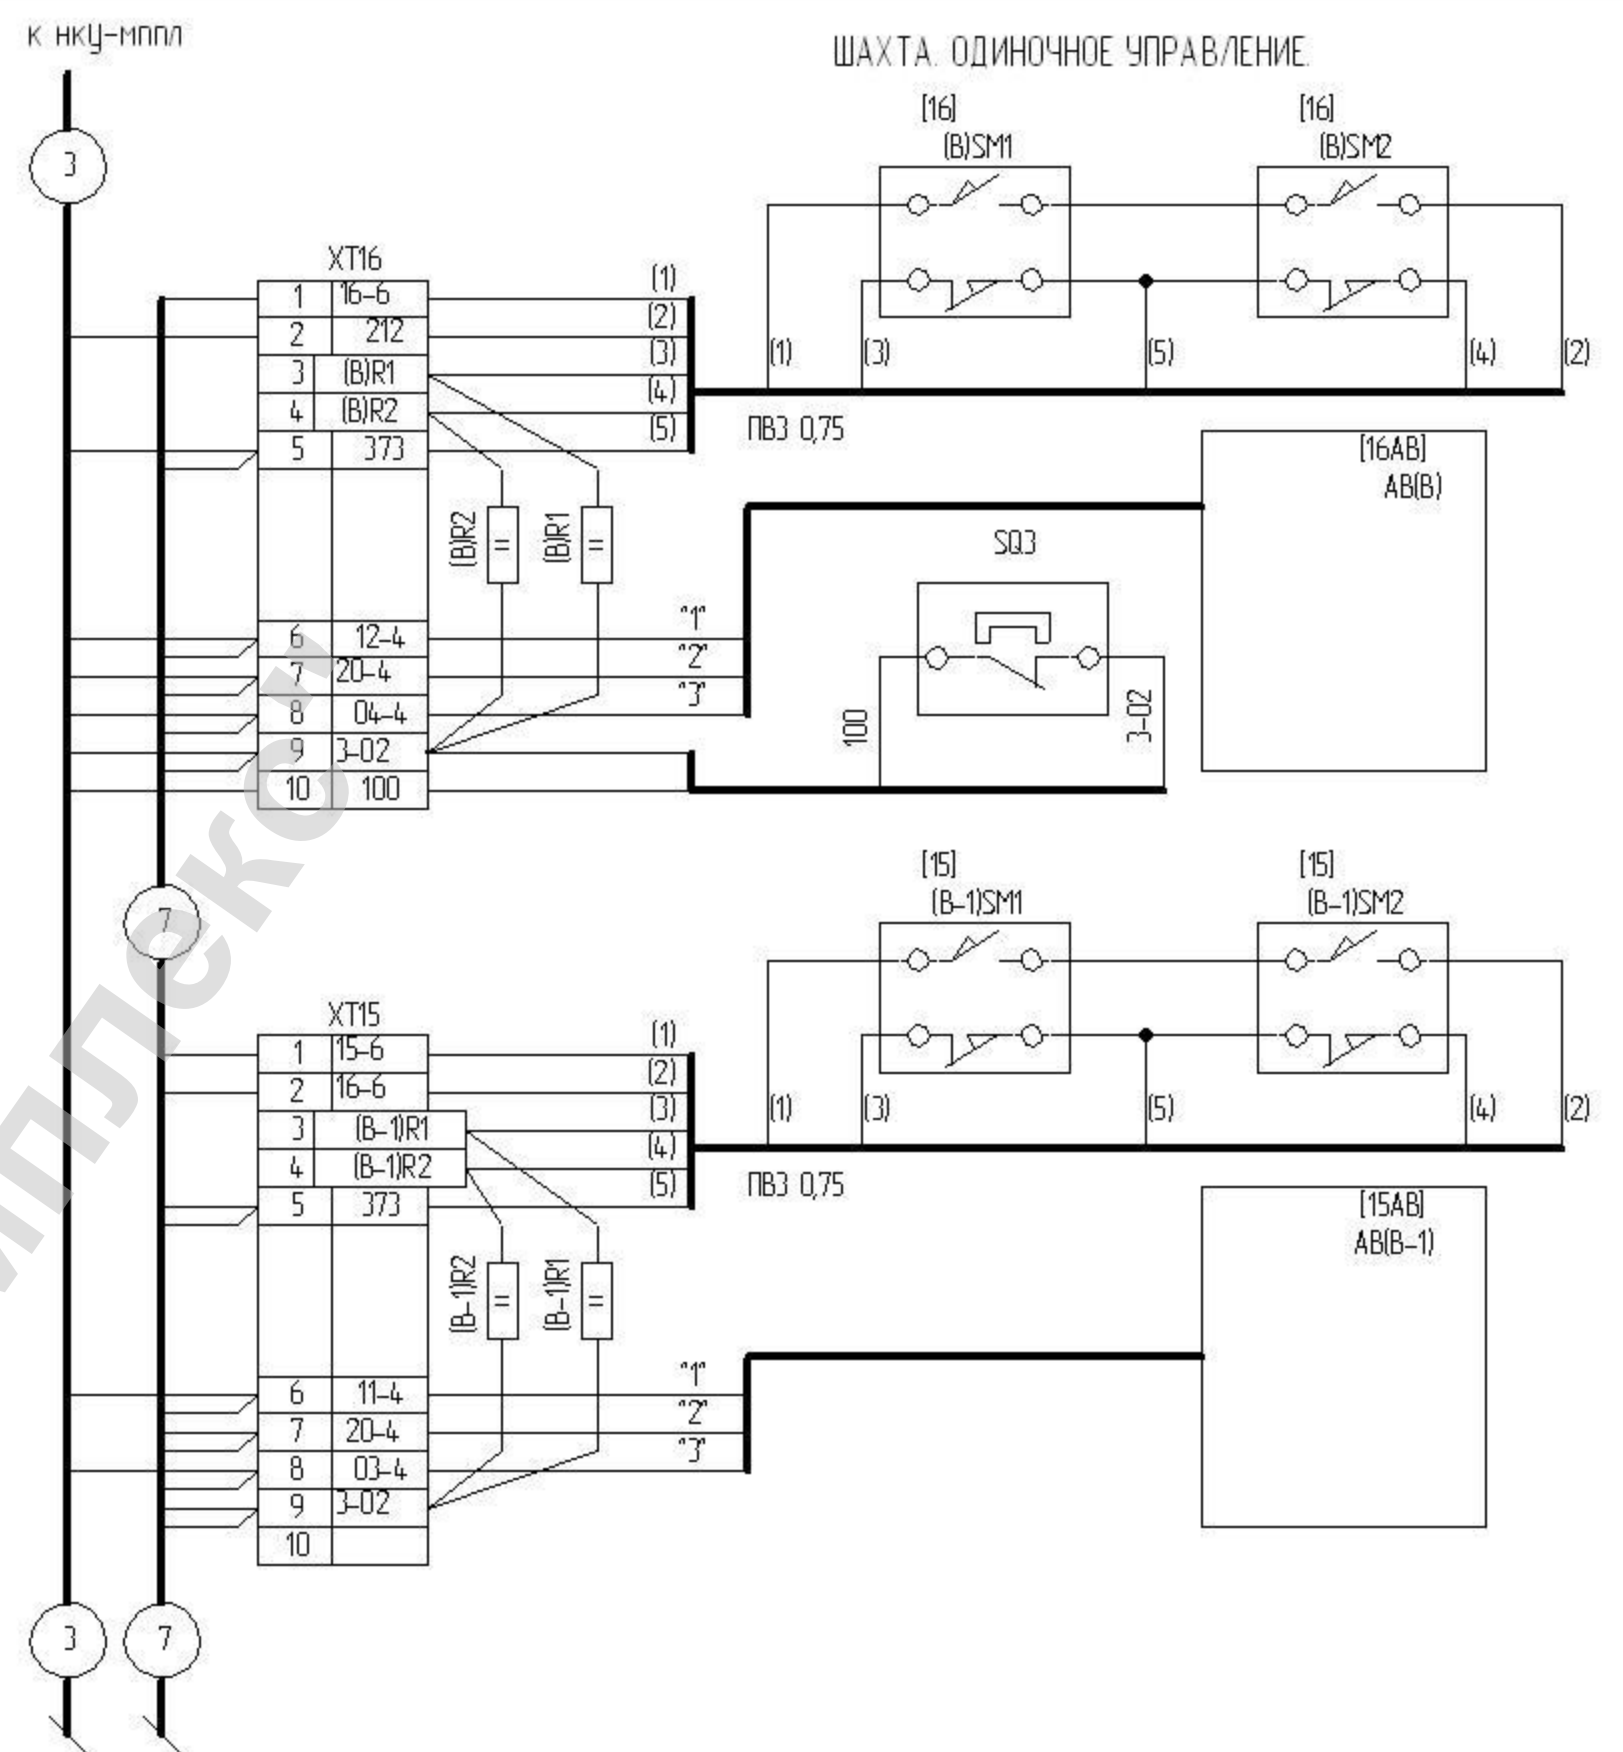 к нку-мппл
ШАХТА. ОДИНОЧНОЕ УПРАВЛЕНИЕ.
3
[16]
(В)SM1
[16]
(В)SM2
ХТ16
1 16-6 (1)
2 212 (2)
3 (В)R1 (3)
4 (В)R2 (4)
5 373 (5)
(1) (3) (5) (4) (2)
ПВ3 0,75
[16АВ]
АВ(В)
(В)R2 (В)R1
SQ3
6 12-4 "1"
7 20-4 "2"
8 04-4 "3"
9 3-02
10 100
100 3-02
7
плекс"
[15]
(В-1)SM1
[15]
(В-1)SM2
ХТ15
1 15-6 (1)
2 16-6 (2)
3 (В-1)R1 (3)
4 (В-1)R2 (4)
5 373 (5)
(1) (3) (5) (4) (2)
ПВ3 0,75
[15АВ]
АВ(В-1)
(В-1)R2 (В-1)R1
6 11-4 "1"
7 20-4 "2"
8 03-4 "3"
9 3-02
10
3 7